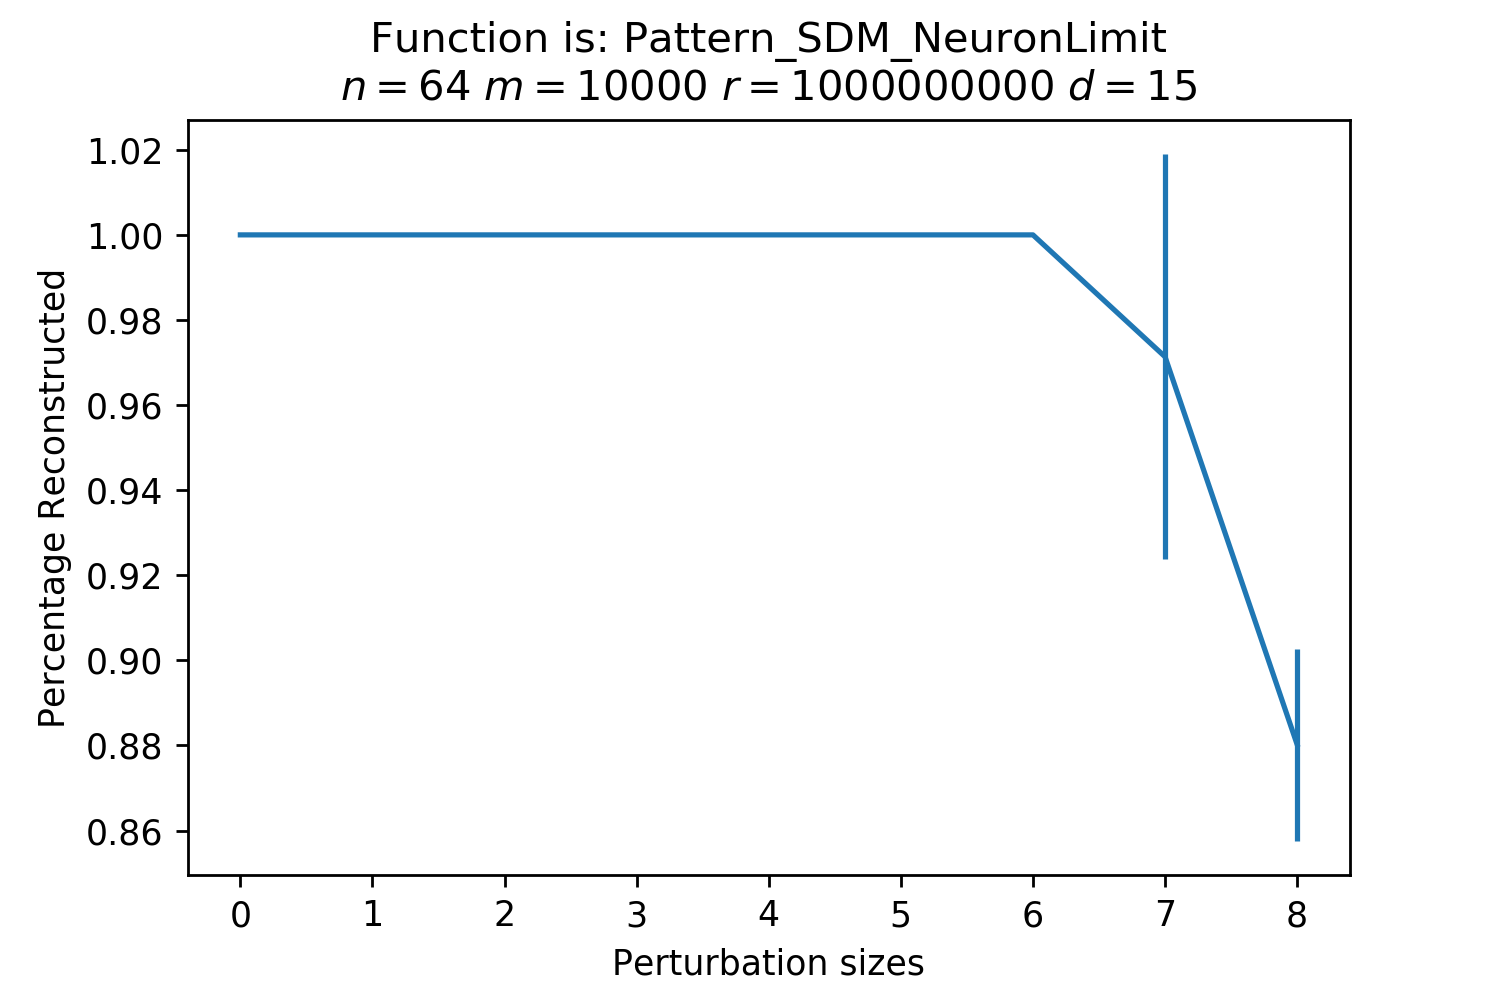 Function is: Pattern_SDM_NeuronLimit
n = 64 m = 10000 r = 1000000000 d = 15
Percentage Reconstructed
1.02
1.00
0.98
0.96
0.94
0.92
0.90
0.88
0.86
0 1 2 3 4 5 6 7 8
Perturbation sizes